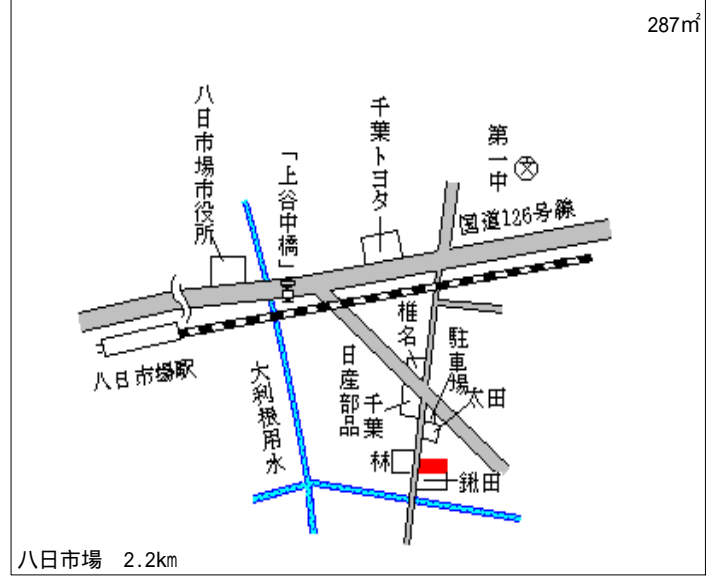 287㎡
八日市場市役所
「上谷中橋」
千葉トヨタ
第一中
文
国道126号線
八日市場駅
大利根用水
日産部品千葉
椎名
駐車場
太田
林
鍬田
八日市場 2.2km